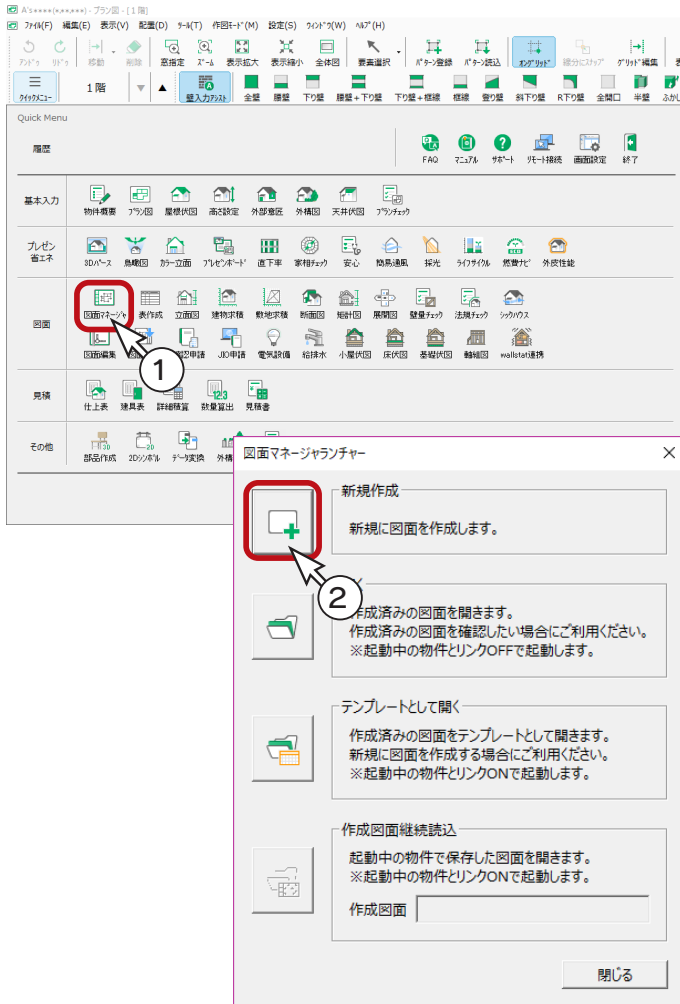 A's****(*.**.***) - プラン図 - [1 階]
ファイル(F) 編集(E) 表示(V) 配置(D) ツール(T) 作図モード(M) 設定(S) ウィンドウ(W) ヘルプ(H)
アンドゥ リドゥ 移動 削除 窓指定 ズーム 表示拡大 表示縮小 全体図 要素選択 パターン登録 パターン読込 オングリッド 線分にスナップ グリッド編集
クイックメニュー 1 階 壁入力アシスト 全壁 腰壁 下り壁 腰壁+下り壁 下り壁+框線 框線 登り壁 斜下り壁 R下り壁 全開口 半壁
Quick Menu
履歴
FAQ マニュアル サポート リモート接続 画面設定 終了
基本入力
物件概要 プラン図 屋根伏図 高さ設定 外部意匠 外構図 天井伏図 プランチェック
プレゼン
省エネ
3Dパース 鳥瞰図 カラー立面 プレゼンボード 直下率 家相チェック 安心 簡易通風 採光 ライフサイクル 燃費ナビ 外皮性能
図面
図面マネージャ 表作成 立面図 建物求積 敷地求積 断面図 矩計図 展開図 壁量チェック 法規チェック シックハウス
図面編集 確認申請 JIO申請 電気設備 給排水 小屋伏図 床伏図 基礎伏図 軸組図 wallstat連携
①
見積
仕上表 建具表 詳細積算 数量算出 見積書
その他
部品作成 2Dシンボル データ変換 外構
図面マネージャランチャー
新規作成
新規に図面を作成します。
②
作成済みの図面を開きます。
作成済みの図面を確認したい場合にご利用ください。
※起動中の物件とリンクOFFで起動します。
テンプレートとして開く
作成済みの図面をテンプレートとして開きます。
新規に図面を作成する場合にご利用ください。
※起動中の物件とリンクONで起動します。
作成図面継続読込
起動中の物件で保存した図面を開きます。
※起動中の物件とリンクONで起動します。
作成図面
閉じる